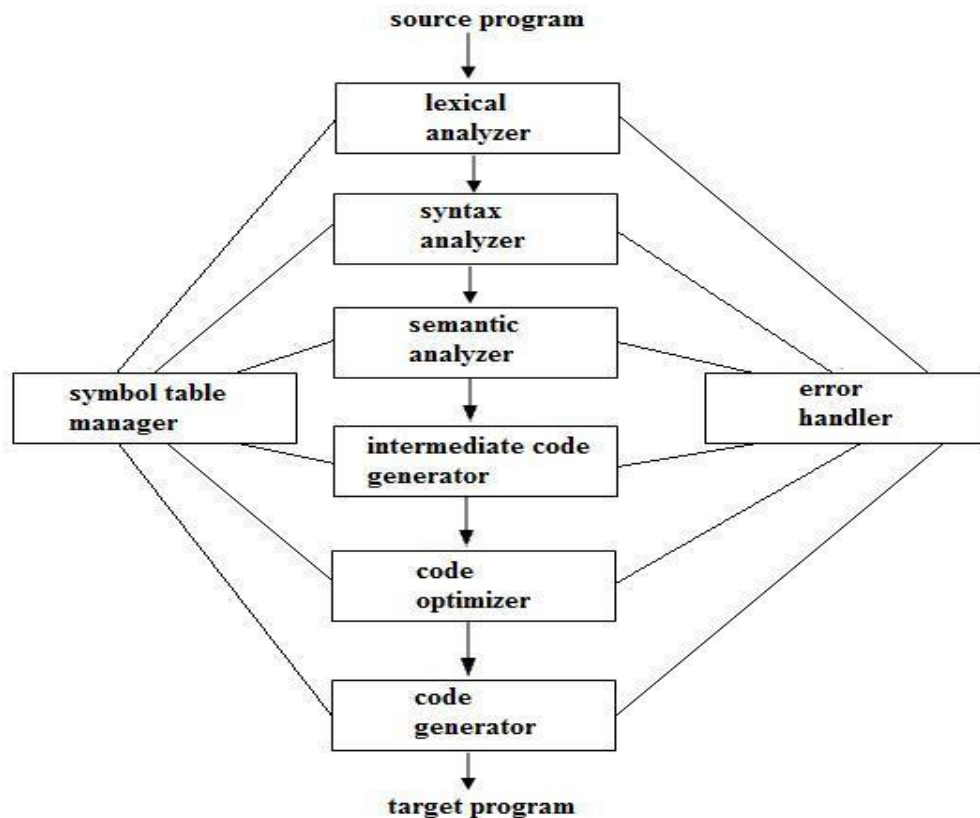 source program
lexical
analyzer
syntax
analyzer
semantic
analyzer
symbol table
manager
error
handler
intermediate code
generator
code
optimizer
code
generator
target program